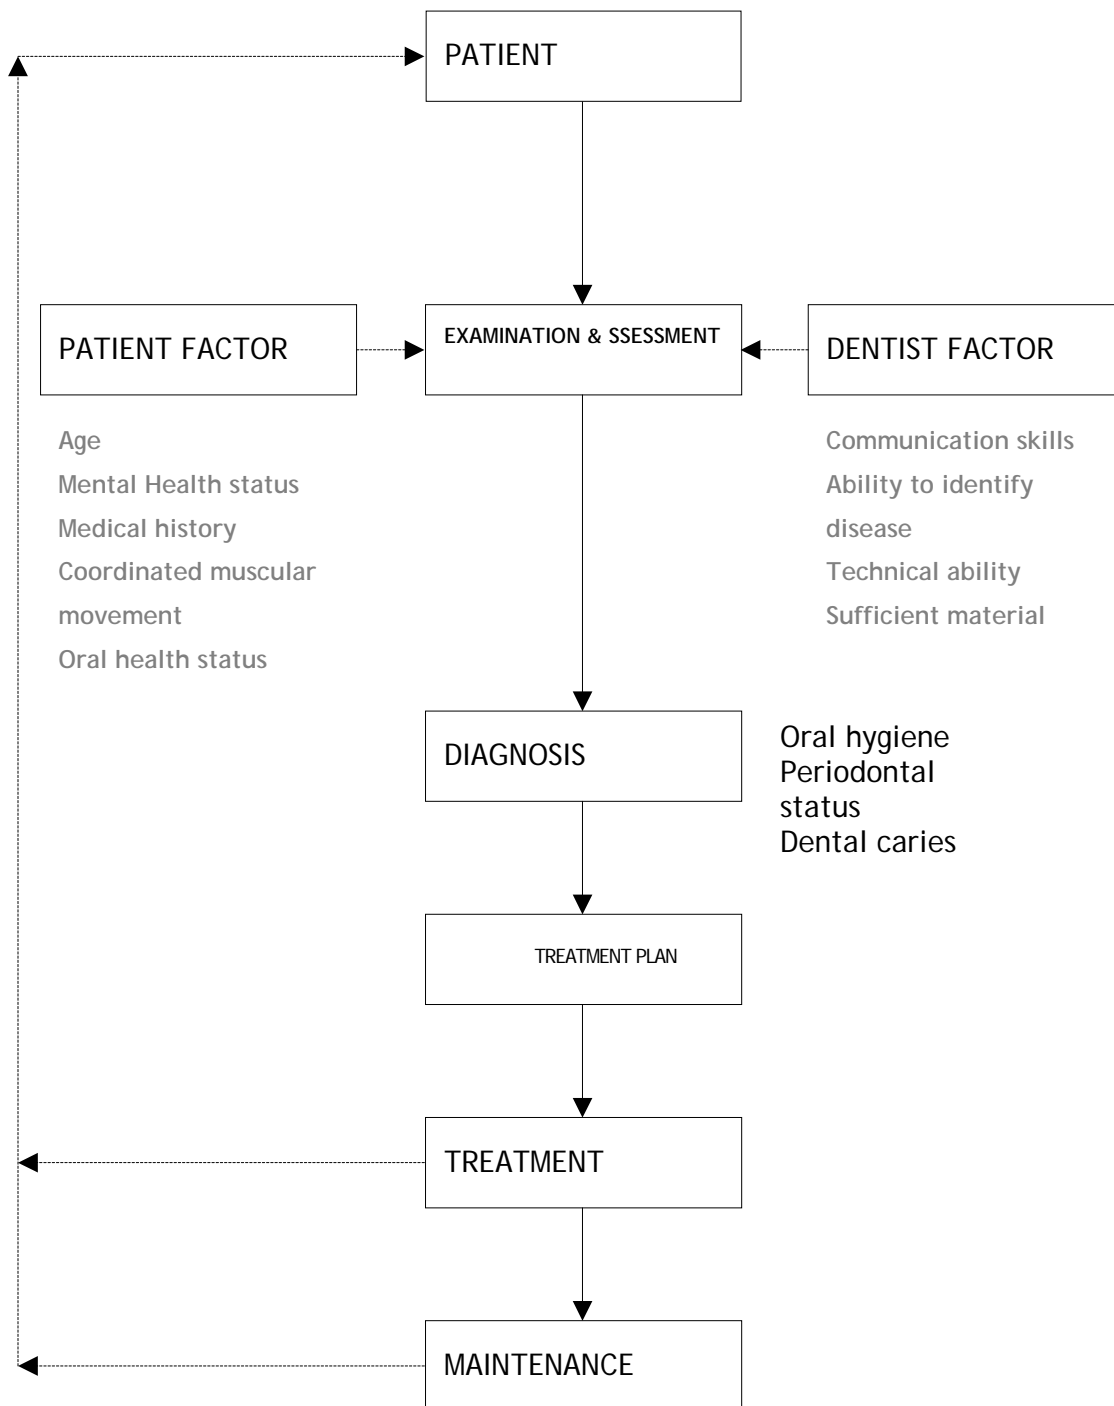 PATIENT
PATIENT FACTOR
EXAMINATION & SSESSMENT
DENTIST FACTOR
Age
Mental Health status
Medical history
Coordinated muscular
movement
Oral health status
Communication skills
Ability to identify
disease
Technical ability
Sufficient material
DIAGNOSIS
Oral hygiene
Periodontal
status
Dental caries
TREATMENT PLAN
TREATMENT
MAINTENANCE